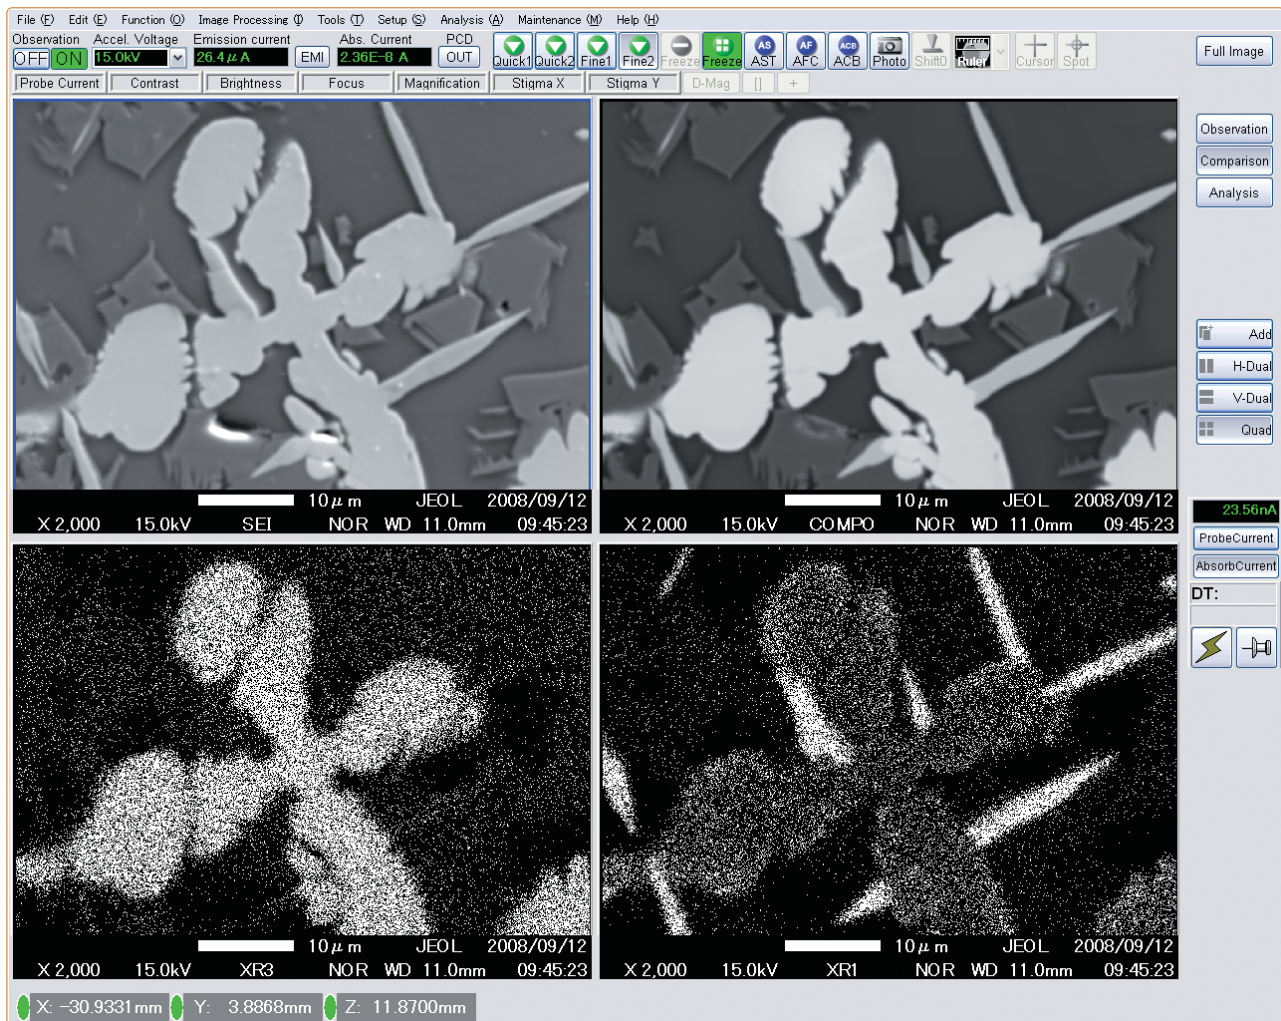 File (F) Edit (E) Function (O) Image Processing (I) Tools (T) Setup (S) Analysis (A) Maintenance (M) Help (H)
Observation Accel. Voltage Emission current Abs. Current PCD
OFF ON 15.0kV 26.4μA EMI 2.36E-8 A OUT Quick1 Quick2 Fine1 Fine2 Freeze Freeze AS AST AF AFC ACB ACB Photo Shift0 Ruler Cursor Spot Full Image
Probe Current Contrast Brightness Focus Magnification Stigma X Stigma Y D-Mag [] +
Observation
Comparison
Analysis
Add
H-Dual
V-Dual
Quad
10μm JEOL 2008/09/12
X 2,000 15.0kV SEI NOR WD 11.0mm 09:45:23
10μm JEOL 2008/09/12
X 2,000 15.0kV COMPO NOR WD 11.0mm 09:45:23
23.56nA
ProbeCurrent
AbsorbCurrent
DT:
10μm JEOL 2008/09/12
X 2,000 15.0kV XR3 NOR WD 11.0mm 09:45:23
10μm JEOL 2008/09/12
X 2,000 15.0kV XR1 NOR WD 11.0mm 09:45:23
X: -30.9331mm Y: 3.8868mm Z: 11.8700mm